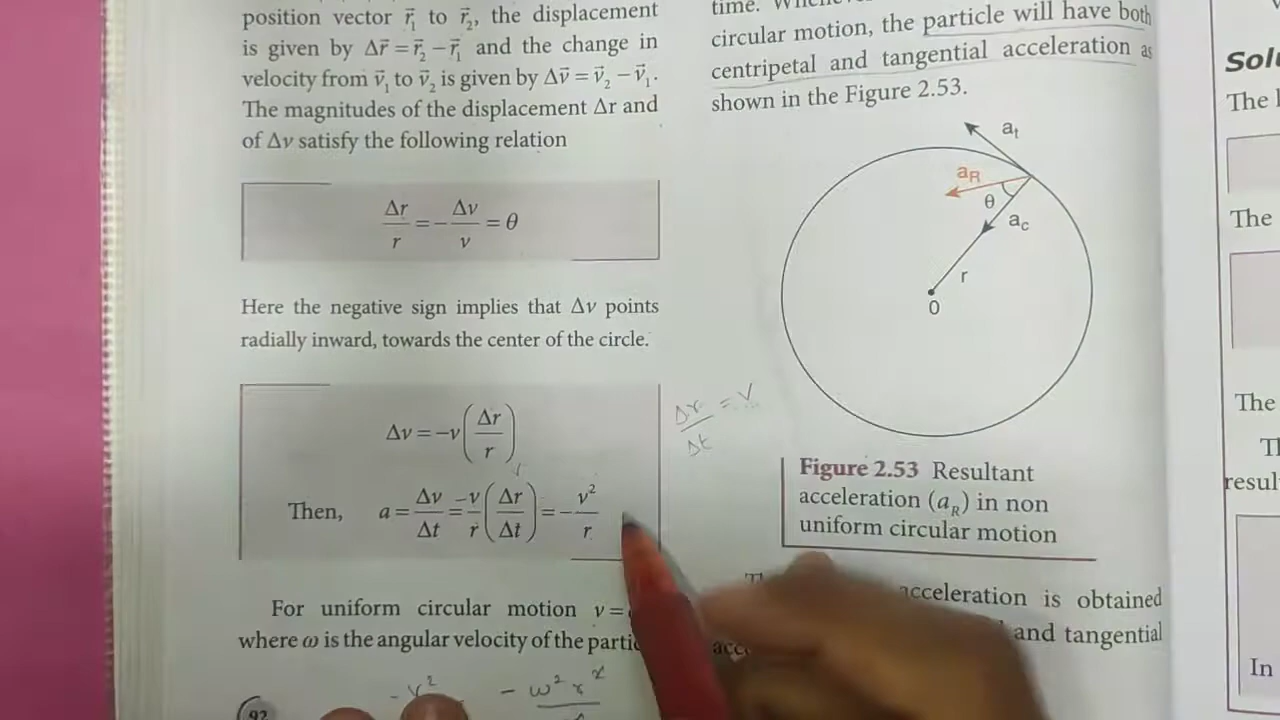 position vector r⃗₁ to r⃗₂, the displacement
is given by Δr⃗ = r⃗₂ − r⃗₁ and the change in
velocity from v⃗₁ to v⃗₂ is given by Δv⃗ = v⃗₂ − v⃗₁.
The magnitudes of the displacement Δr and
of Δv satisfy the following relation
Δr/r = −Δv/v = θ
Here the negative sign implies that Δv points
radially inward, towards the center of the circle.
Δv = −v(Δr/r)
Then, a = Δv/Δt = −v/r(Δr/Δt) = −v²/r
For uniform circular motion v =
where ω is the angular velocity of the
92
−v²
−ω²r²
Δr/Δt = v
time.
circular motion, the particle will have both
centripetal and tangential acceleration as
shown in the Figure 2.53.
aₜ
a_R
θ
a_c
r
0
Figure 2.53 Resultant
acceleration (a_R) in non
uniform circular motion
acceleration is obtained
and tangential
The
The
The
In